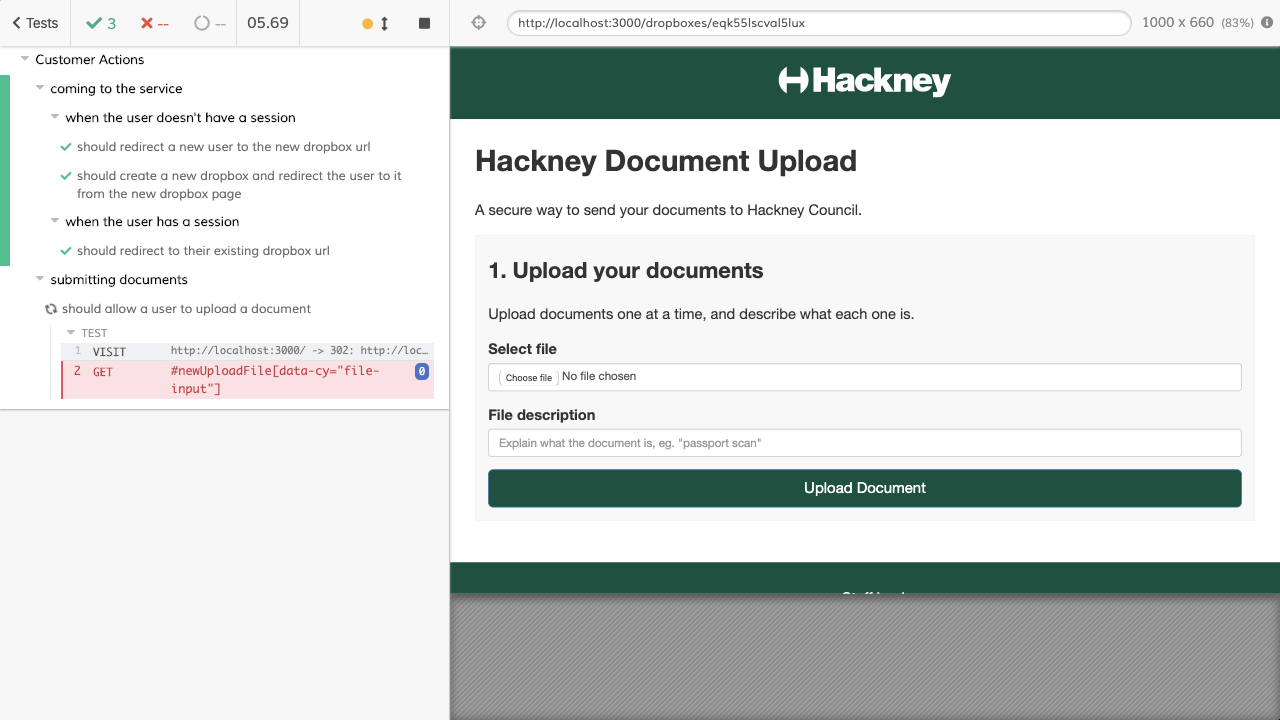 Tests
3
--
--
05.69
http://localhost:3000/dropboxes/eqk55lscval5lux
1000 x 660 (83%)
Customer Actions
coming to the service
when the user doesn't have a session
should redirect a new user to the new dropbox url
should create a new dropbox and redirect the user to it
from the new dropbox page
when the user has a session
should redirect to their existing dropbox url
submitting documents
should allow a user to upload a document
TEST
1 VISIT http://localhost:3000/ -> 302: http://loc…
2 GET #newUploadFile[data-cy="file-
input"] 0
Hackney
Hackney Document Upload
A secure way to send your documents to Hackney Council.
1. Upload your documents
Upload documents one at a time, and describe what each one is.
Select file
Choose file No file chosen
File description
Explain what the document is, eg. "passport scan"
Upload Document